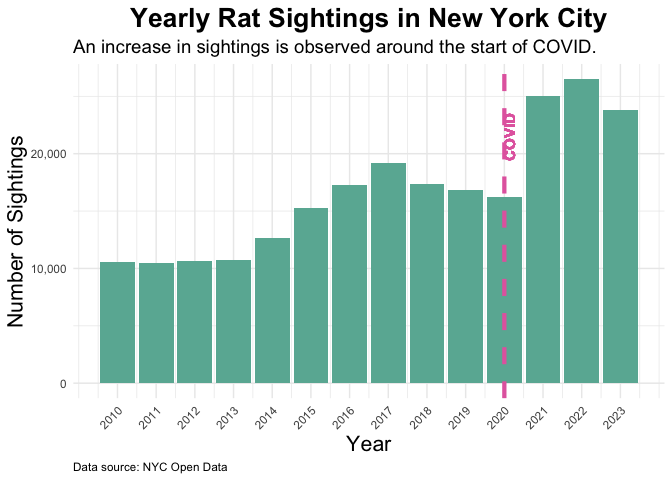 Yearly Rat Sightings in New York City
An increase in sightings is observed around the start of COVID.
Number of Sightings
20,000
10,000
0
COVID
2010
2011
2012
2013
2014
2015
2016
2017
2018
2019
2020
2021
2022
2023
Year
Data source: NYC Open Data